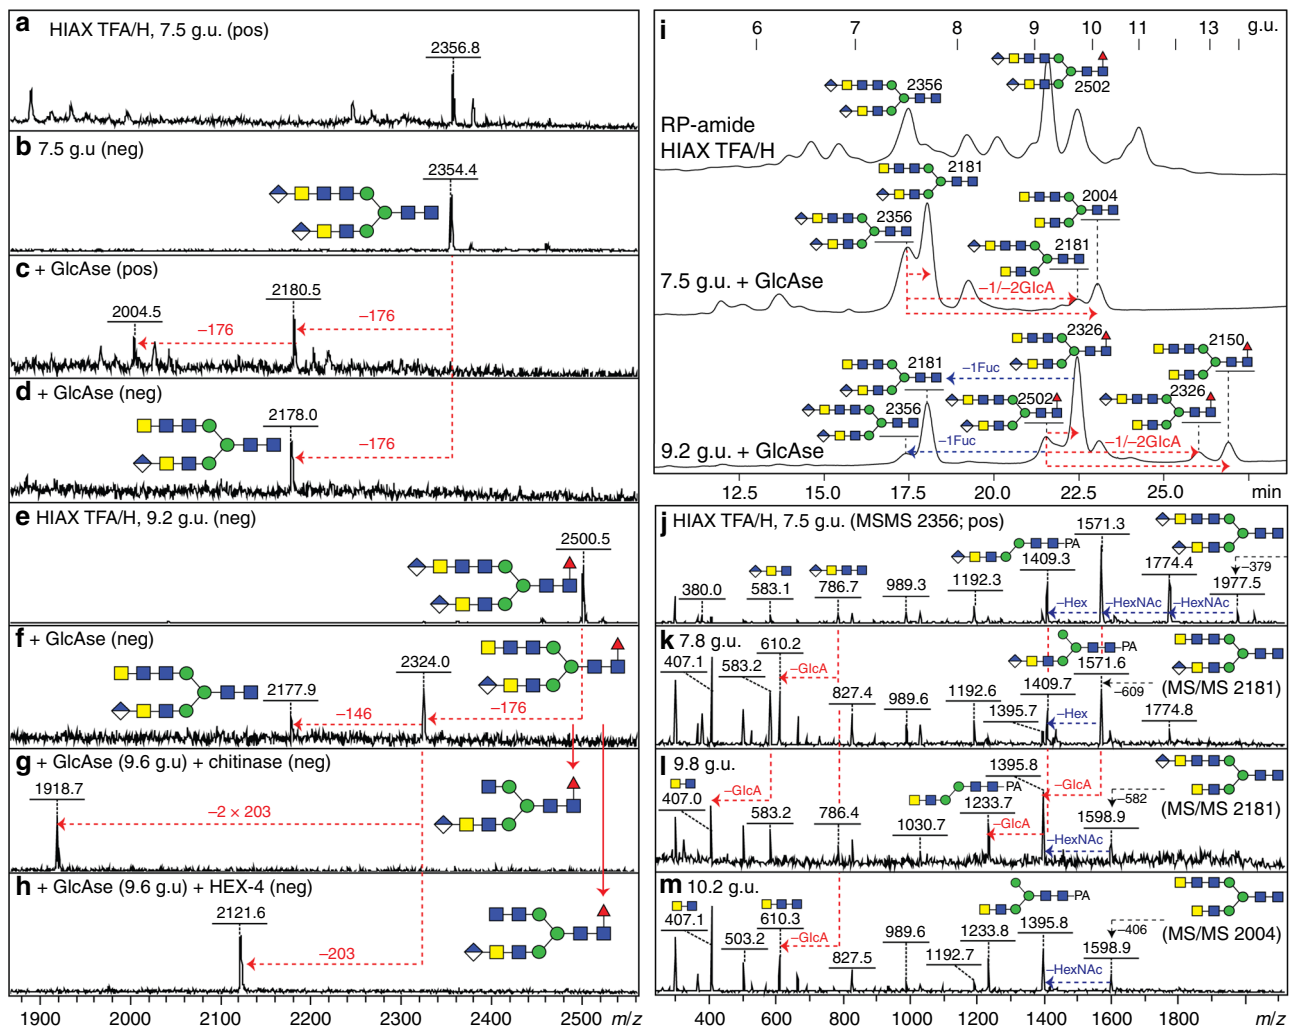 a HIAX TFA/H, 7.5 g.u. (pos)
2356.8
b 7.5 g.u (neg)
2354.4
c + GlcAse (pos)
2180.5
2004.5
–176
–176
d + GlcAse (neg)
2178.0
–176
e HIAX TFA/H, 9.2 g.u. (neg)
2500.5
f + GlcAse (neg)
2324.0
2177.9
–146
–176
g + GlcAse (9.6 g.u) + chitinase (neg)
1918.7
–2 × 203
h + GlcAse (9.6 g.u) + HEX-4 (neg)
2121.6
–203
1900 2000 2100 2200 2300 2400 2500 m/z
i 6 7 8 9 10 11 13 g.u.
2356
2502
RP-amide
HIAX TFA/H
2181
2004
2356
2181
7.5 g.u. + GlcAse
–1/–2GlcA
2326
2150
2181
–1Fuc
2356
2502
2326
9.2 g.u. + GlcAse
–1Fuc
–1/–2GlcA
12.5 15.0 17.5 20.0 22.5 25.0 min
j HIAX TFA/H, 7.5 g.u. (MSMS 2356; pos)
1571.3
PA
1409.3
–379
380.0 583.1 786.7 989.3 1192.3 1774.4 1977.5
–Hex –HexNAc –HexNAc
k 7.8 g.u.
610.2
407.1 583.2
–GlcA
PA
1571.6
827.4 989.6 1192.6 1409.7
–609
(MS/MS 2181)
1395.7
–Hex
1774.8
l 9.8 g.u.
1395.8
407.0
–GlcA
PA
–GlcA
–582
583.2 786.4 1030.7 1233.7
(MS/MS 2181)
–GlcA
1598.9
–HexNAc
m 10.2 g.u.
PA
407.1 610.3
–GlcA
503.2 827.5 989.6 1192.7 1233.8 1395.8
–406
1598.9
(MS/MS 2004)
–HexNAc
400 600 800 1000 1200 1400 1600 1800 m/z